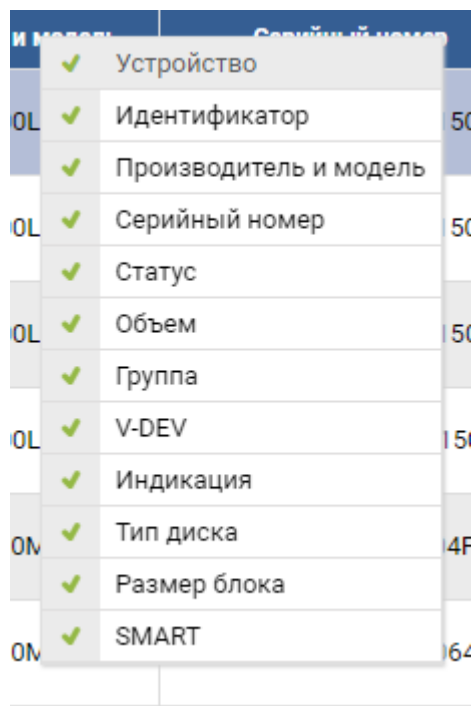 Устройство
Идентификатор
Производитель и модель
Серийный номер
Статус
Объем
Группа
V-DEV
Индикация
Тип диска
Размер блока
SMART